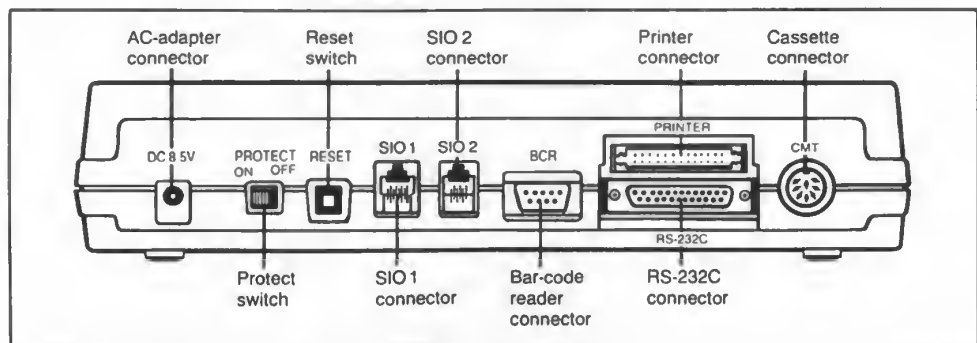 AC-adapter
connector
Reset
switch
SIO 2
connector
Printer
connector
Cassette
connector
PRINTER
DC 8.5V
PROTECT
ON OFF
RESET
SIO 1
SIO 2
BCR
CMT
RS-232C
Protect
switch
SIO 1
connector
Bar-code
reader
connector
RS-232C
connector